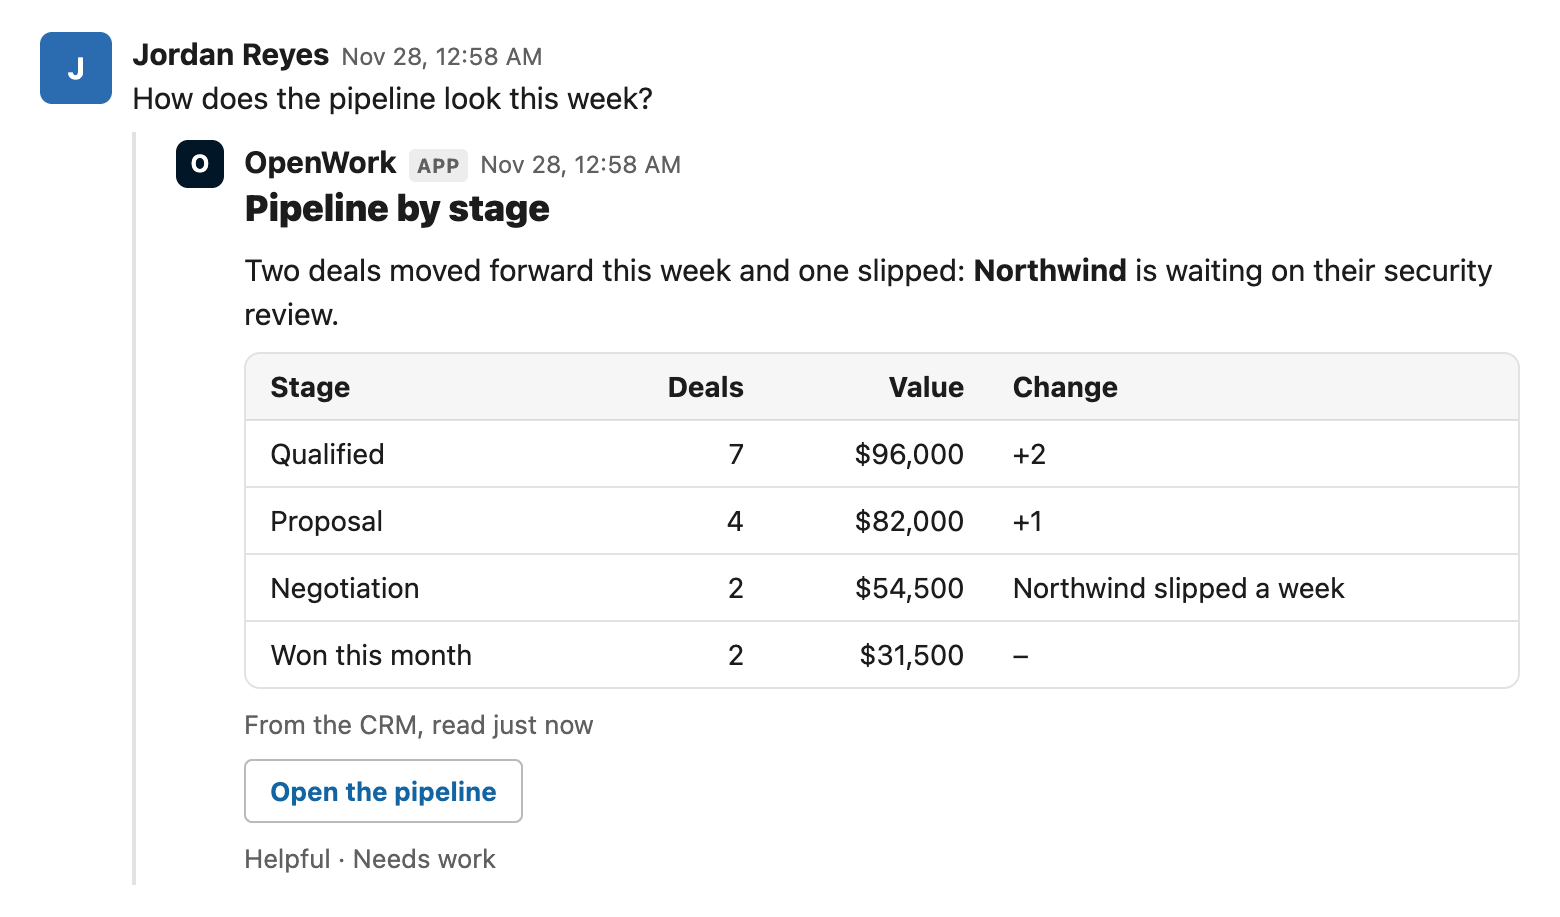 J
Jordan Reyes Nov 28, 12:58 AM
How does the pipeline look this week?
O
OpenWork APP Nov 28, 12:58 AM
Pipeline by stage
Two deals moved forward this week and one slipped: Northwind is waiting on their security
review.
Stage Deals Value Change
Qualified 7 $96,000 +2
Proposal 4 $82,000 +1
Negotiation 2 $54,500 Northwind slipped a week
Won this month 2 $31,500 –
From the CRM, read just now
Open the pipeline
Helpful · Needs work